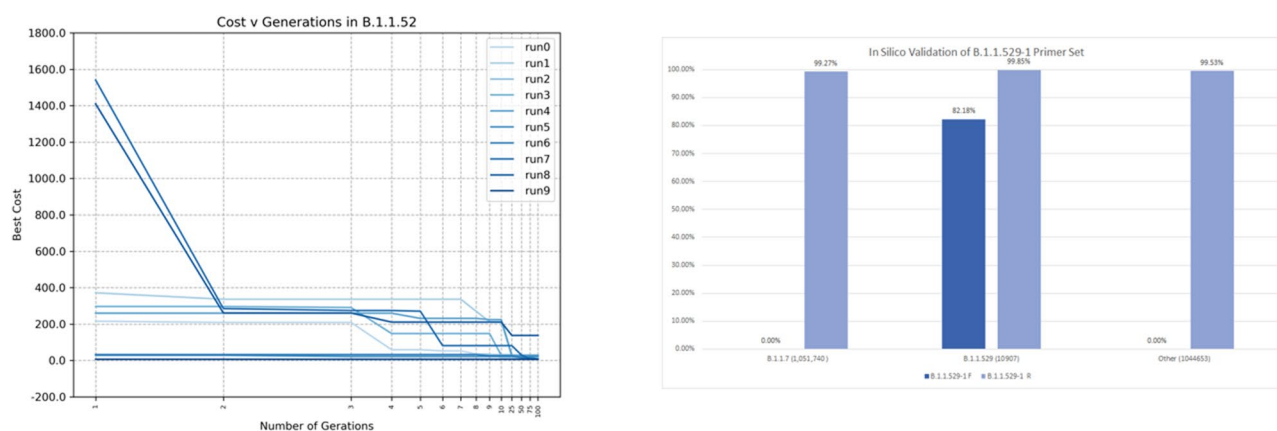 Cost v Generations in B.1.1.52
1800.0
1600.0
1400.0
1200.0
1000.0
800.0
600.0
400.0
200.0
0.0
-200.0
Best Cost
run0
run1
run2
run3
run4
run5
run6
run7
run8
run9
1 2 3 4 5 6 7 8 9 10 25 50 75 100
Number of Gerations
In Silico Validation of B.1.1.529-1 Primer Set
100.00%
90.00%
80.00%
70.00%
60.00%
50.00%
40.00%
30.00%
20.00%
10.00%
0.00%
0.00% 99.27% 82.18% 99.85% 0.00% 99.53%
B.1.1.7 (1,051,740 ) B.1.1.529 (10907) Other (1044653)
B.1.1.529-1 F B.1.1.529-1 R